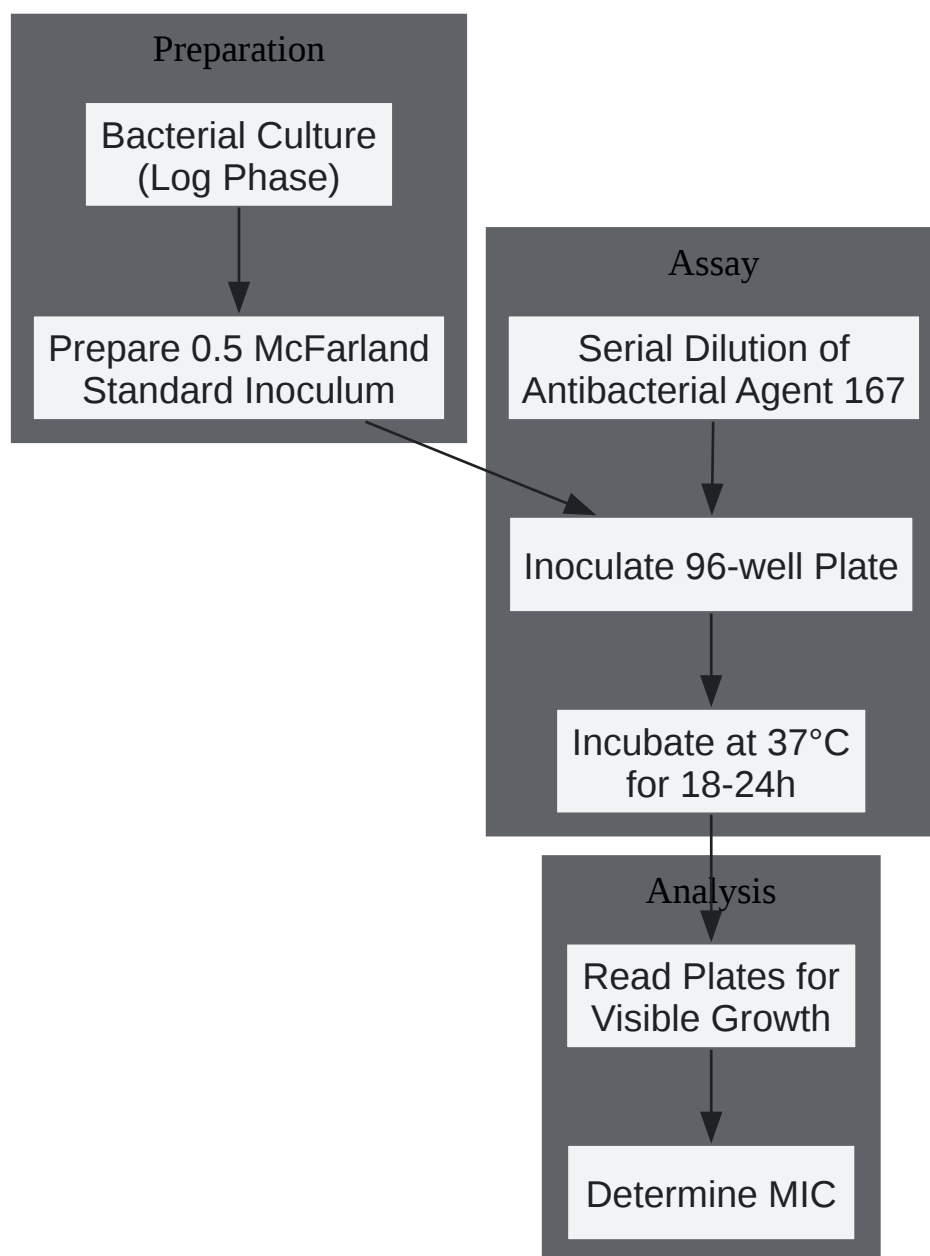 Preparation
Bacterial Culture
(Log Phase)
Prepare 0.5 McFarland
Standard Inoculum
Assay
Serial Dilution of
Antibacterial Agent 167
Inoculate 96-well Plate
Incubate at 37°C
for 18-24h
Analysis
Read Plates for
Visible Growth
Determine MIC